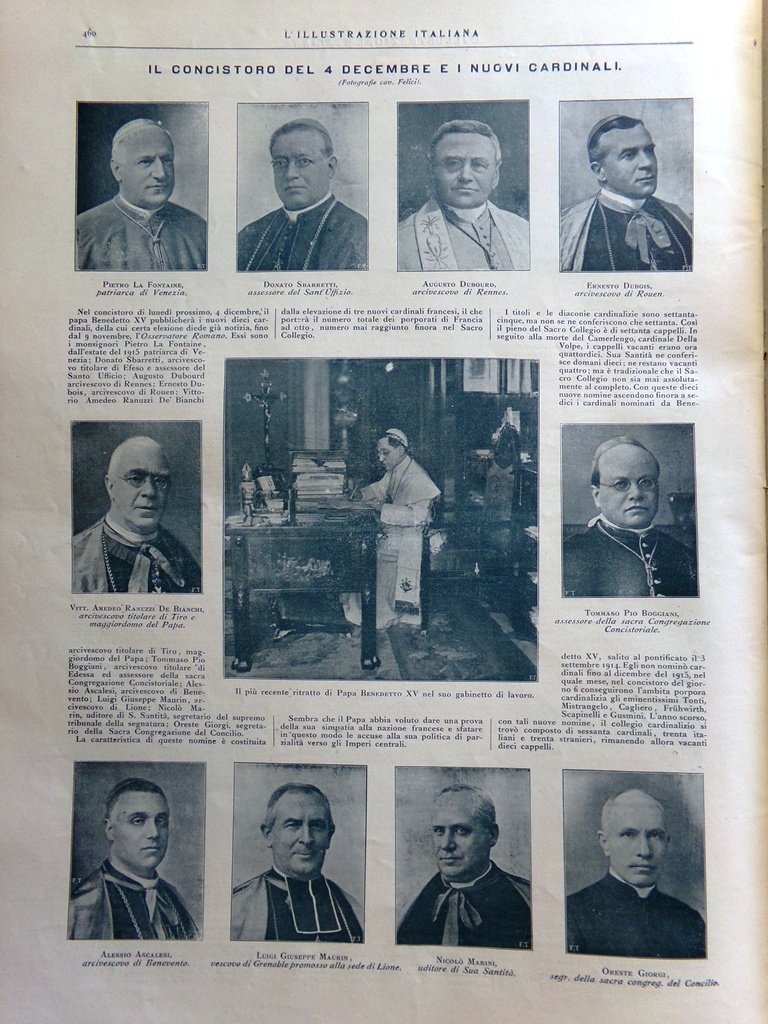 460
L'ILLUSTRAZIONE ITALIANA
IL CONCISTORO DEL 4 DECEMBRE E I NUOVI CARDINALI.
(Fotografie cav. Felici).
PIETRO LA FONTAINE,
patriarca di Venezia.
DONATO SBARRETTI,
assessore del Sant'Uffizio.
AUGUSTO DUBOURD,
arcivescovo di Rennes.
ERNESTO DUBOIS,
arcivescovo di Rouen.
Nel concistoro di lunedì prossimo, 4 decembre, il
papa Benedetto XV pubblicherà i nuovi dieci car-
dinali, della cui certa elezione diede già notizia, fino
dal 9 novembre, l'Osservatore Romano. Essi sono
i monsignori Pietro La Fontaine,
dall'estate del 1915 patriarca di Ve-
nezia; Donato Sbarretti, arcivesco-
vo titolare di Efeso e assessore del
Santo Ufficio; Augusto Dubourd
arcivescovo di Rennes; Ernesto Du-
bois, arcivescovo di Rouen; Vitto-
rio Amedeo Ranuzzi De' Bianchi
VITT. AMEDEO RANUZZI DE BIANCHI,
arcivescovo titolare di Tiro e
maggiordomo del Papa.
arcivescovo titolare di Tiro, mag-
giordomo del Papa; Tommaso Pio
Boggiani, arcivescovo titolare di
Edessa ed assessore della sacra
Congregazione Concistoriale; Ales-
sio Ascalesi, arcivescovo di Bene-
vento; Luigi Giuseppe Maurin, ar-
civescovo di Lione; Nicolò Ma-
rin, uditore di S. Santità, segretario del supremo
tribunale della segnatura; Oreste Giorgi, segreta-
rio della Sacra Congregazione del Concilio.
La caratteristica di queste nomine è costituita
dalla elevazione di tre nuovi cardinali francesi, il che
porterà il numero totale dei porporati di Francia
ad otto, numero mai raggiunto finora nel Sacro
Collegio.
Il più recente ritratto di Papa BENEDETTO XV nel suo gabinetto di lavoro.
Sembra che il Papa abbia voluto dare una prova
della sua simpatia alla nazione francese e sfatare
in questo modo le accuse alla sua politica di par-
zialità verso gli Imperi centrali.
I titoli e le diaconie cardinalizie sono settanta-
cinque, ma non se ne conferiscono che settanta. Così
il pieno del Sacro Collegio è di settanta cappelli. In
seguito alla morte del Camerlengo, cardinale Della
Volpe, i cappelli vacanti erano ora
quattordici. Sua Santità ne conferi-
sce domani dieci; ne restano vacanti
quattro; ma è tradizionale che il Sa-
cro Collegio non sia mai assoluta-
mente al completo. Con queste dieci
nuove nomine ascendono finora a se-
dici i cardinali nominati da Bene-
TOMMASO PIO BOGGIANI,
assessore della sacra Congregazione
Concistoriale.
detto XV, salito al pontificato il 3
settembre 1914. Egli non nominò car-
dinali fino al dicembre del 1915, nel
quale mese, nel concistoro del gior-
no 6 conseguirono l'ambita porpora
cardinalizia gli eminentissimi Tonti,
Mistrangelo, Cagliero, Frühwirth,
Scapinelli e Gusmini. L'anno scorso,
con tali nuove nomine, il collegio cardinalizio si
trovò composto di sessanta cardinali, trenta ita-
liani e trenta stranieri, rimanendo allora vacanti
dieci cappelli.
ALESSIO ASCALESI,
arcivescovo di Benevento.
LUIGI GIUSEPPE MAURIN,
vescovo di Grenoble promosso alla sede di Lione.
NICOLÒ MARINI,
uditore di Sua Santità.
ORESTE GIORGI,
segr. della sacra congreg. del Concilio.